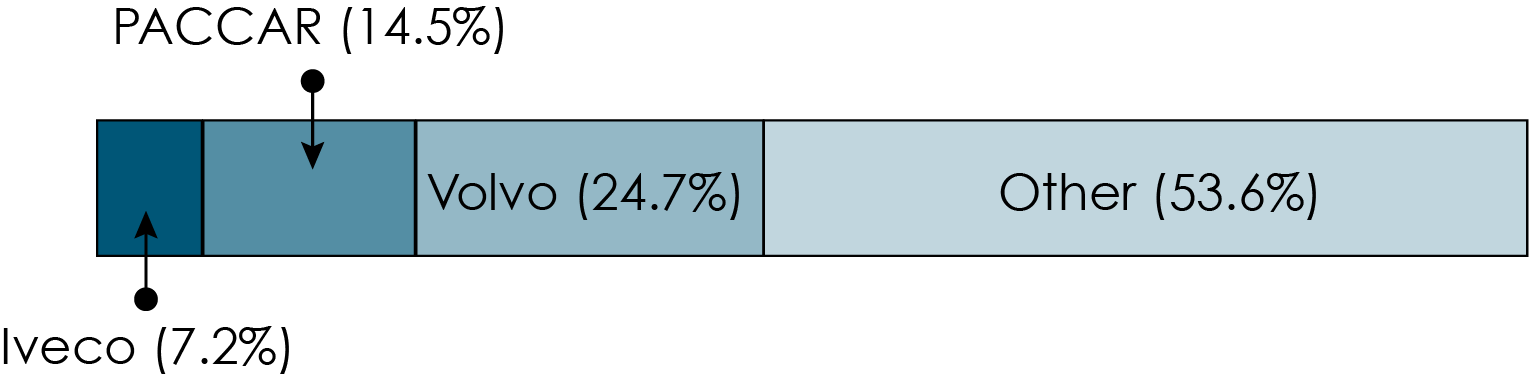 PACCAR (14.5%)
Volvo (24.7%)
Other (53.6%)
Iveco (7.2%)